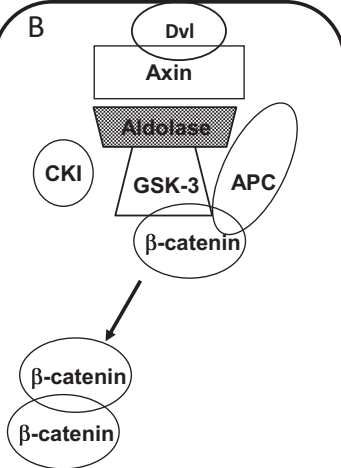 B
Dvl
Axin
Aldolase
CKI
GSK-3
APC
β-catenin
β-catenin
β-catenin